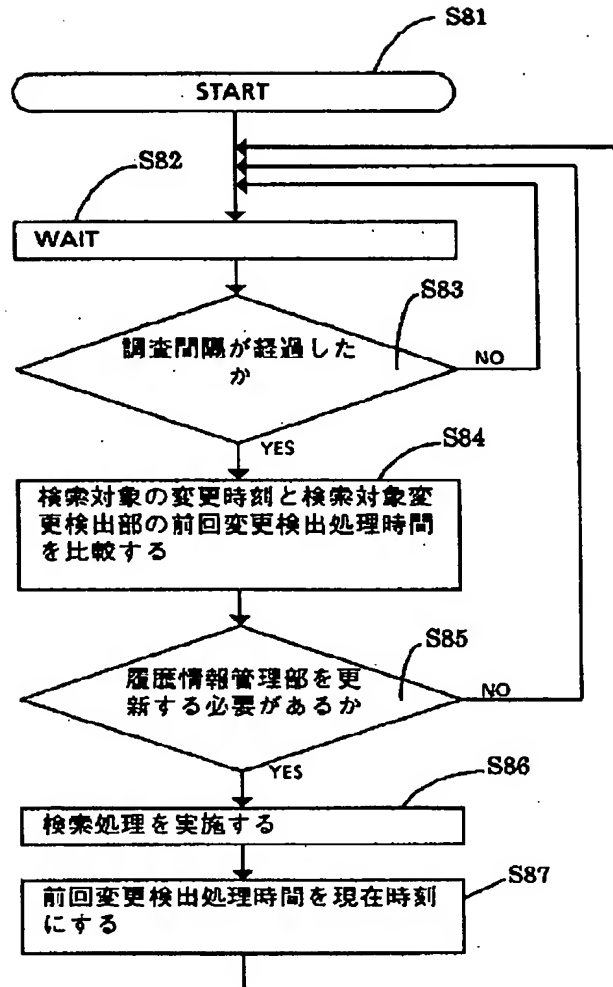 S81
START
S82
WAIT
S83
調査間隔が経過した
か
NO
YES
S84
検索対象の変更時刻と検索対象変
更検出部の前回変更検出処理時間
を比較する
S85
履歴情報管理部を更
新する必要があるか
NO
YES
S86
検索処理を実施する
S87
前回変更検出処理時間を現在時刻
にする